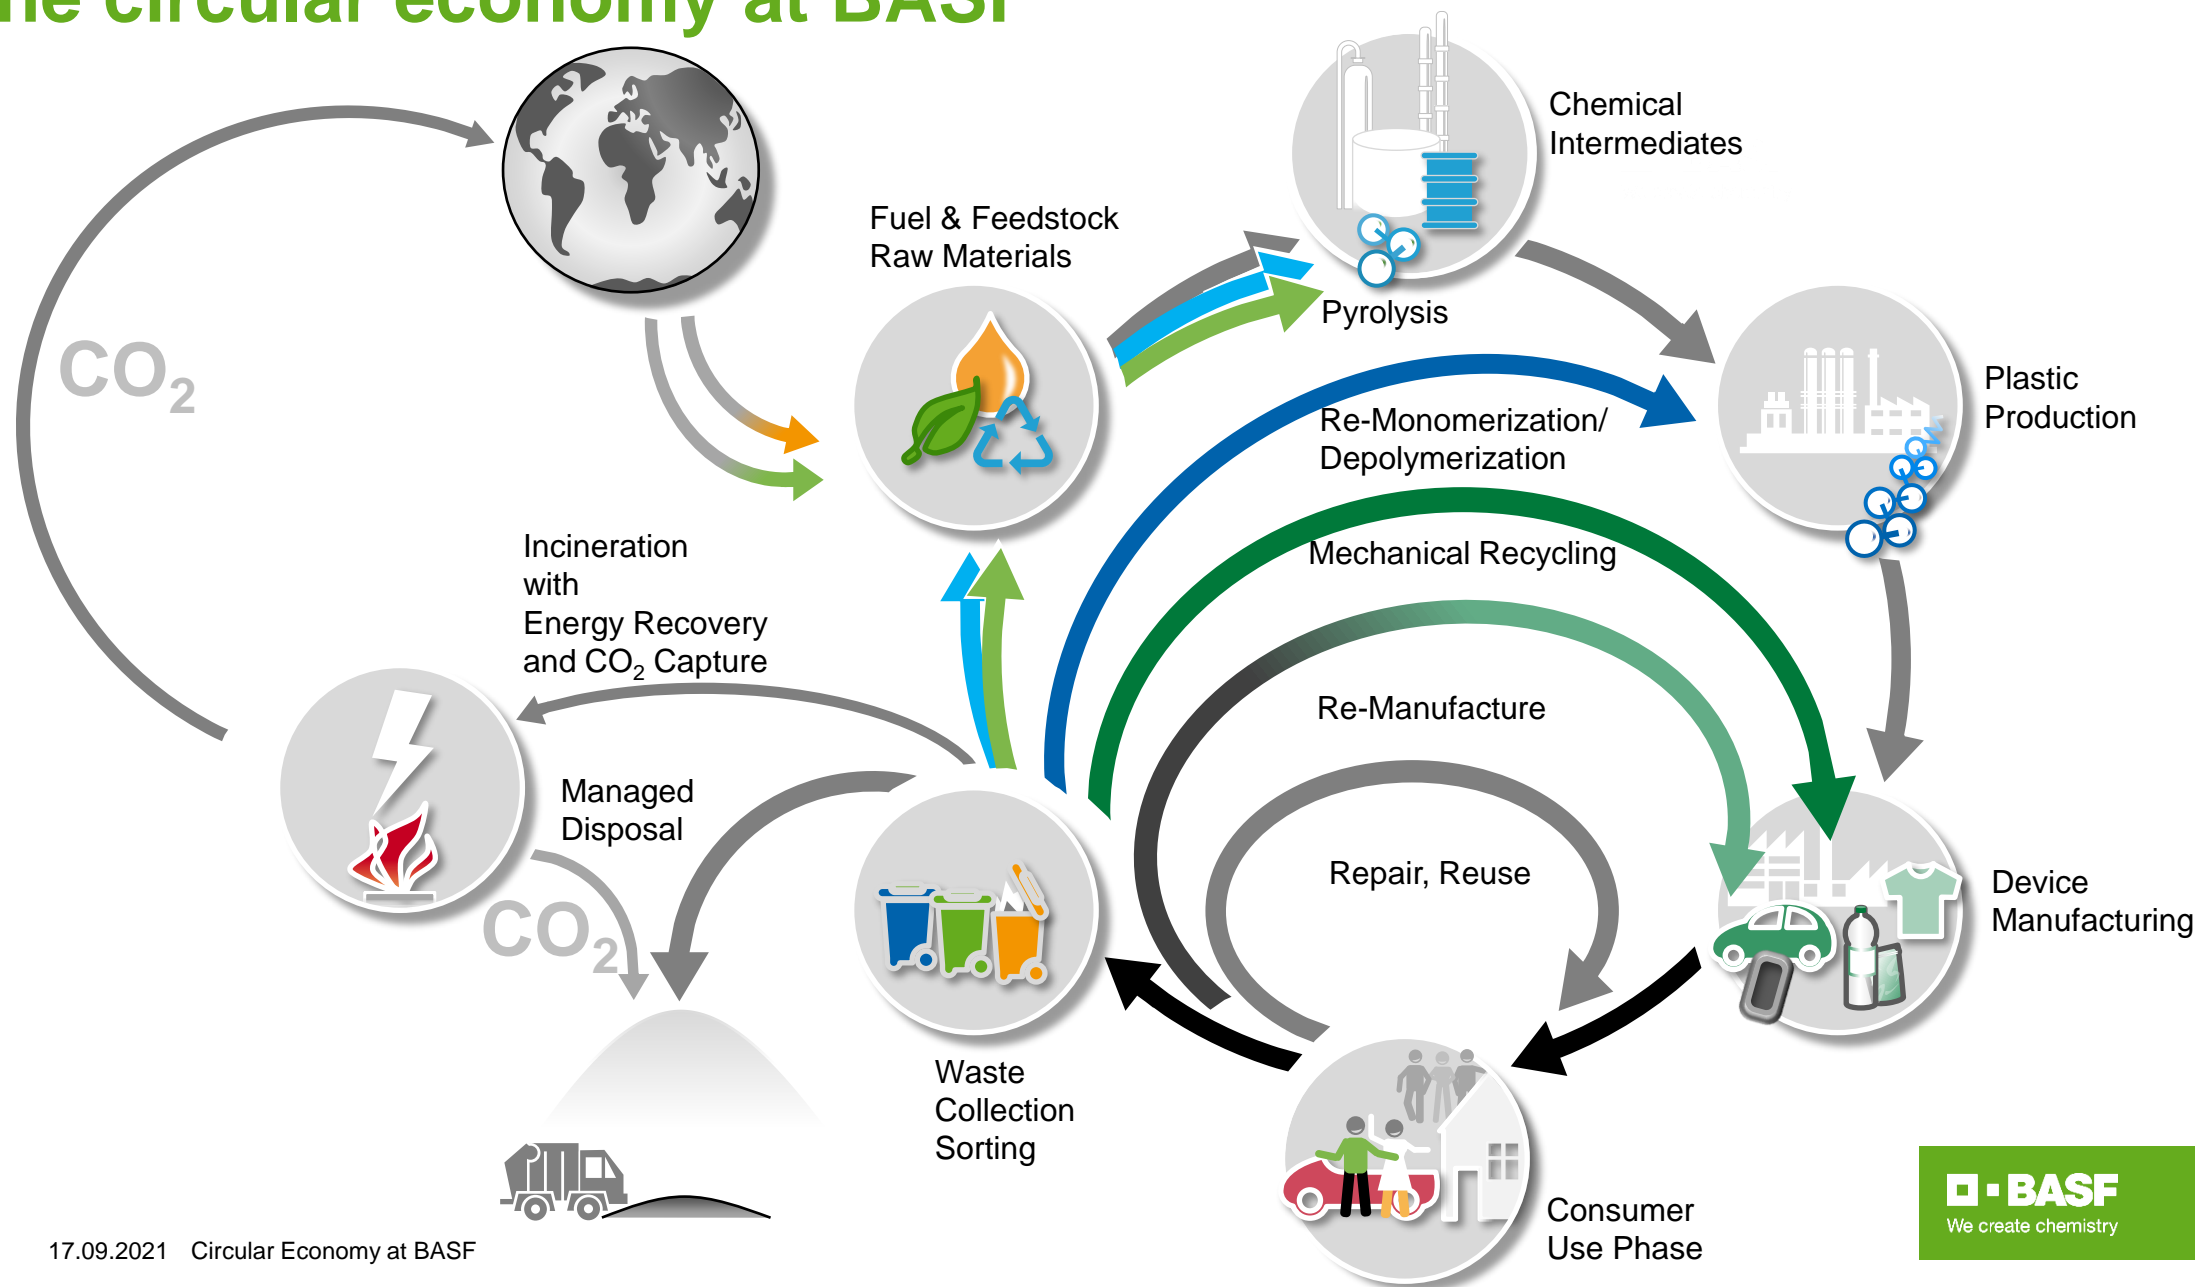 he circular economy at BASF
Chemical
Intermediates
Fuel & Feedstock
Raw Materials
Pyrolysis
CO₂
Plastic
Production
Re-Monomerization/
Depolymerization
Incineration
with
Energy Recovery
and CO₂ Capture
Mechanical Recycling
Re-Manufacture
Managed
Disposal
Repair, Reuse
Device
Manufacturing
CO₂
Waste
Collection
Sorting
Consumer
Use Phase
BASF
We create chemistry
17.09.2021 Circular Economy at BASF